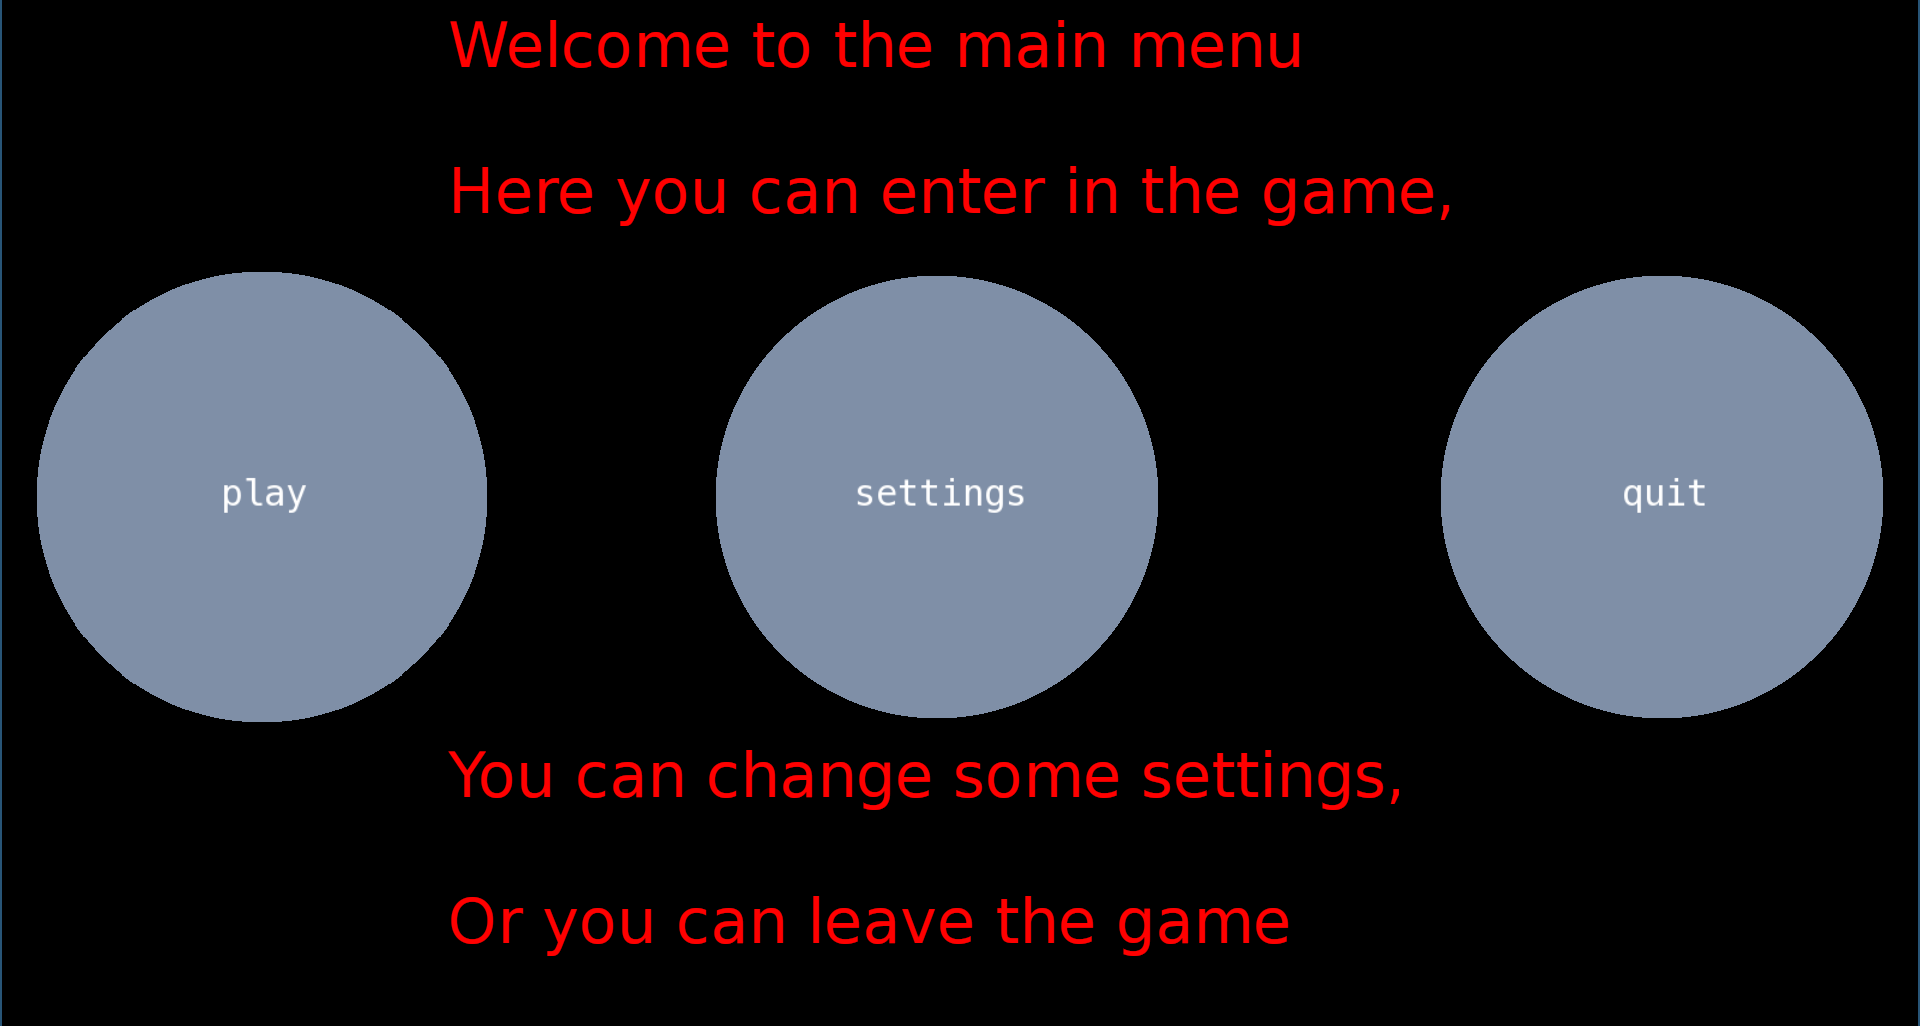 Welcome to the main menu
Here you can enter in the game,
play
settings
quit
You can change some settings,
Or you can leave the game